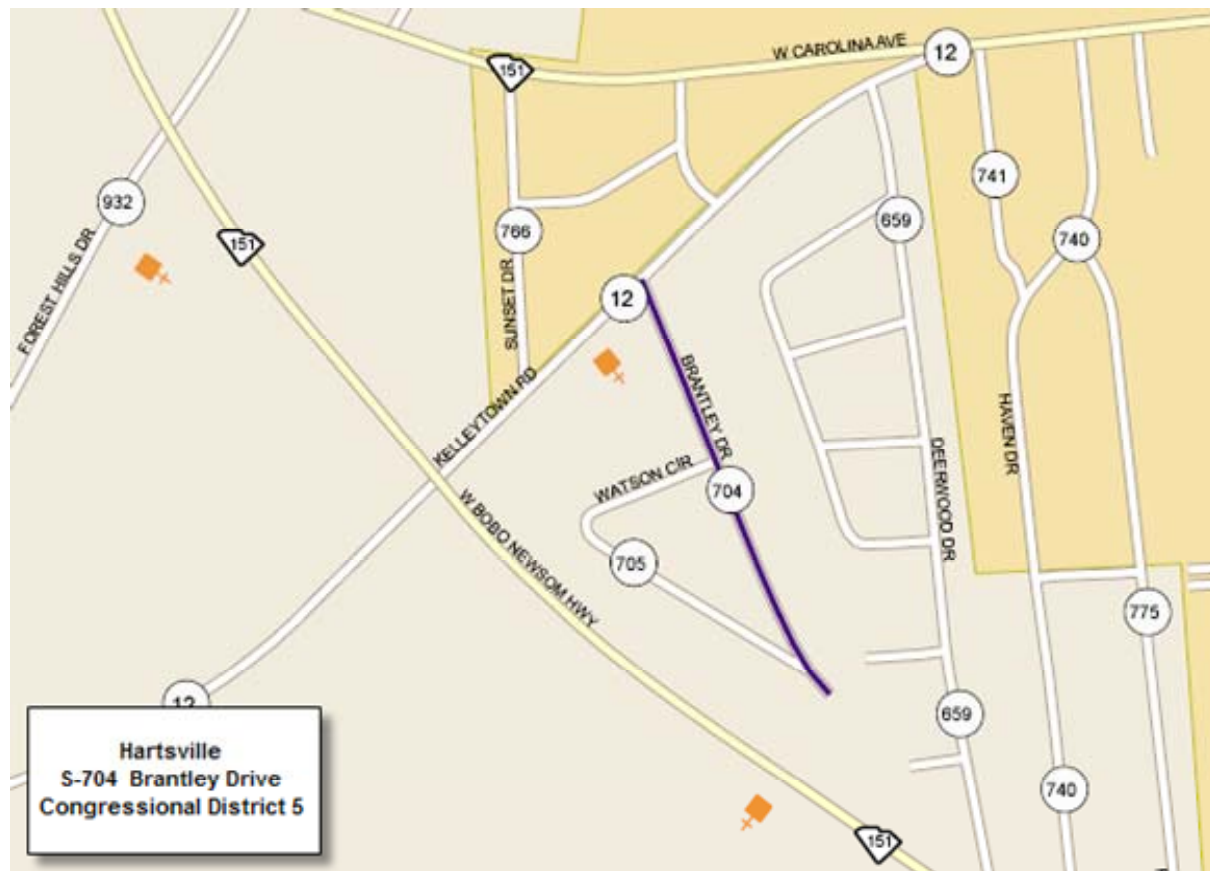 W CAROLINA AVE
12
151
741
932
659
766
740
151
FOREST HILLS DR
SUNSET DR
12
BRANTLEY DR
KELLEYTOWN RD
HAVEN DR
WATSON CIR
704
DEERWOOD DR
W BOBO NEWSOM HWY
705
775
12
659
Hartsville
S-704 Brantley Drive
Congressional District 5
740
151